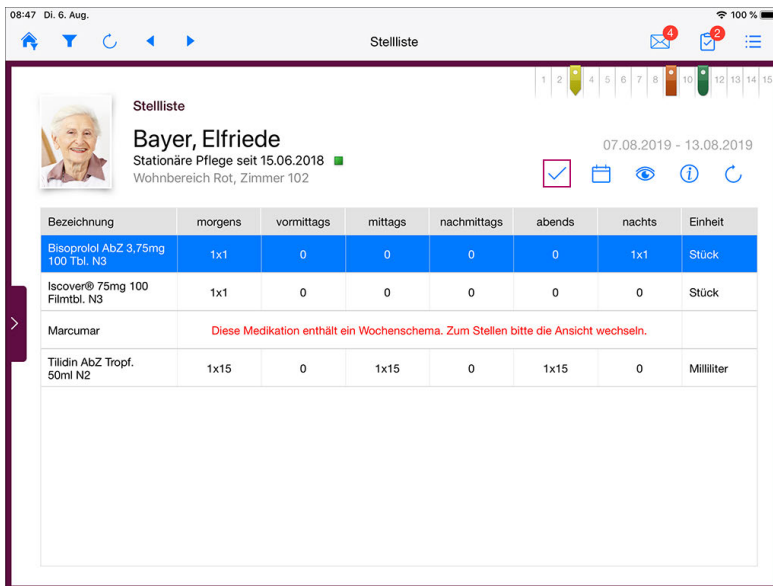 08:47 Di. 6. Aug. 100 %
Stellliste 4 2
1 2 4 5 6 7 8 10 12 13 14 15
Stellliste
Bayer, Elfriede
Stationäre Pflege seit 15.06.2018
07.08.2019 - 13.08.2019
Wohnbereich Rot, Zimmer 102
Bezeichnung morgens vormittags mittags nachmittags abends nachts Einheit
Bisoprolol AbZ 3,75mg
100 Tbl. N3 1x1 0 0 0 0 1x1 Stück
Iscover® 75mg 100
Filmtbl. N3 1x1 0 0 0 0 0 Stück
Marcumar Diese Medikation enthält ein Wochenschema. Zum Stellen bitte die Ansicht wechseln.
Tilidin AbZ Tropf.
50ml N2 1x15 0 1x15 0 1x15 0 Milliliter